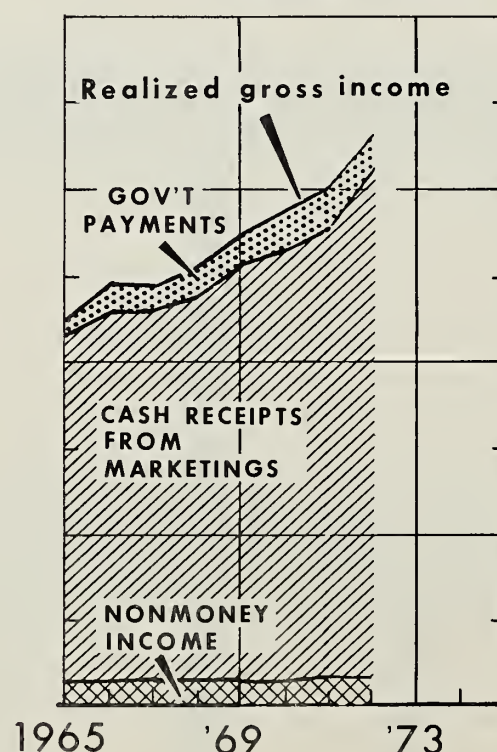 Realized gross income
GOV'T
PAYMENTS
CASH RECEIPTS
FROM
MARKETINGS
NONMONEY
INCOME
1965 '69 '73